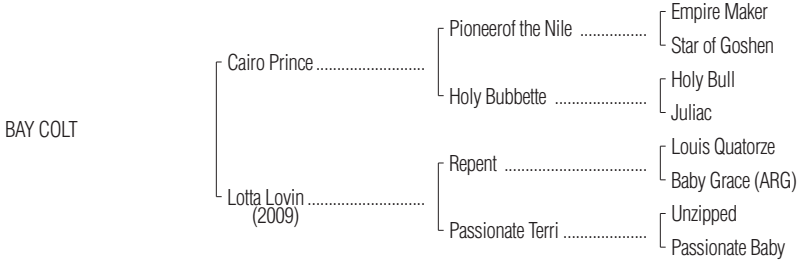 Empire Maker
Pioneerof the Nile ................
Star of Goshen
Cairo Prince ..........................
Holy Bull
Holy Bubbette ......................
Juliac
BAY COLT
Louis Quatorze
Repent ..................................
Baby Grace (ARG)
Lotta Lovin ............................
(2009)
Unzipped
Passionate Terri ....................
Passionate Baby